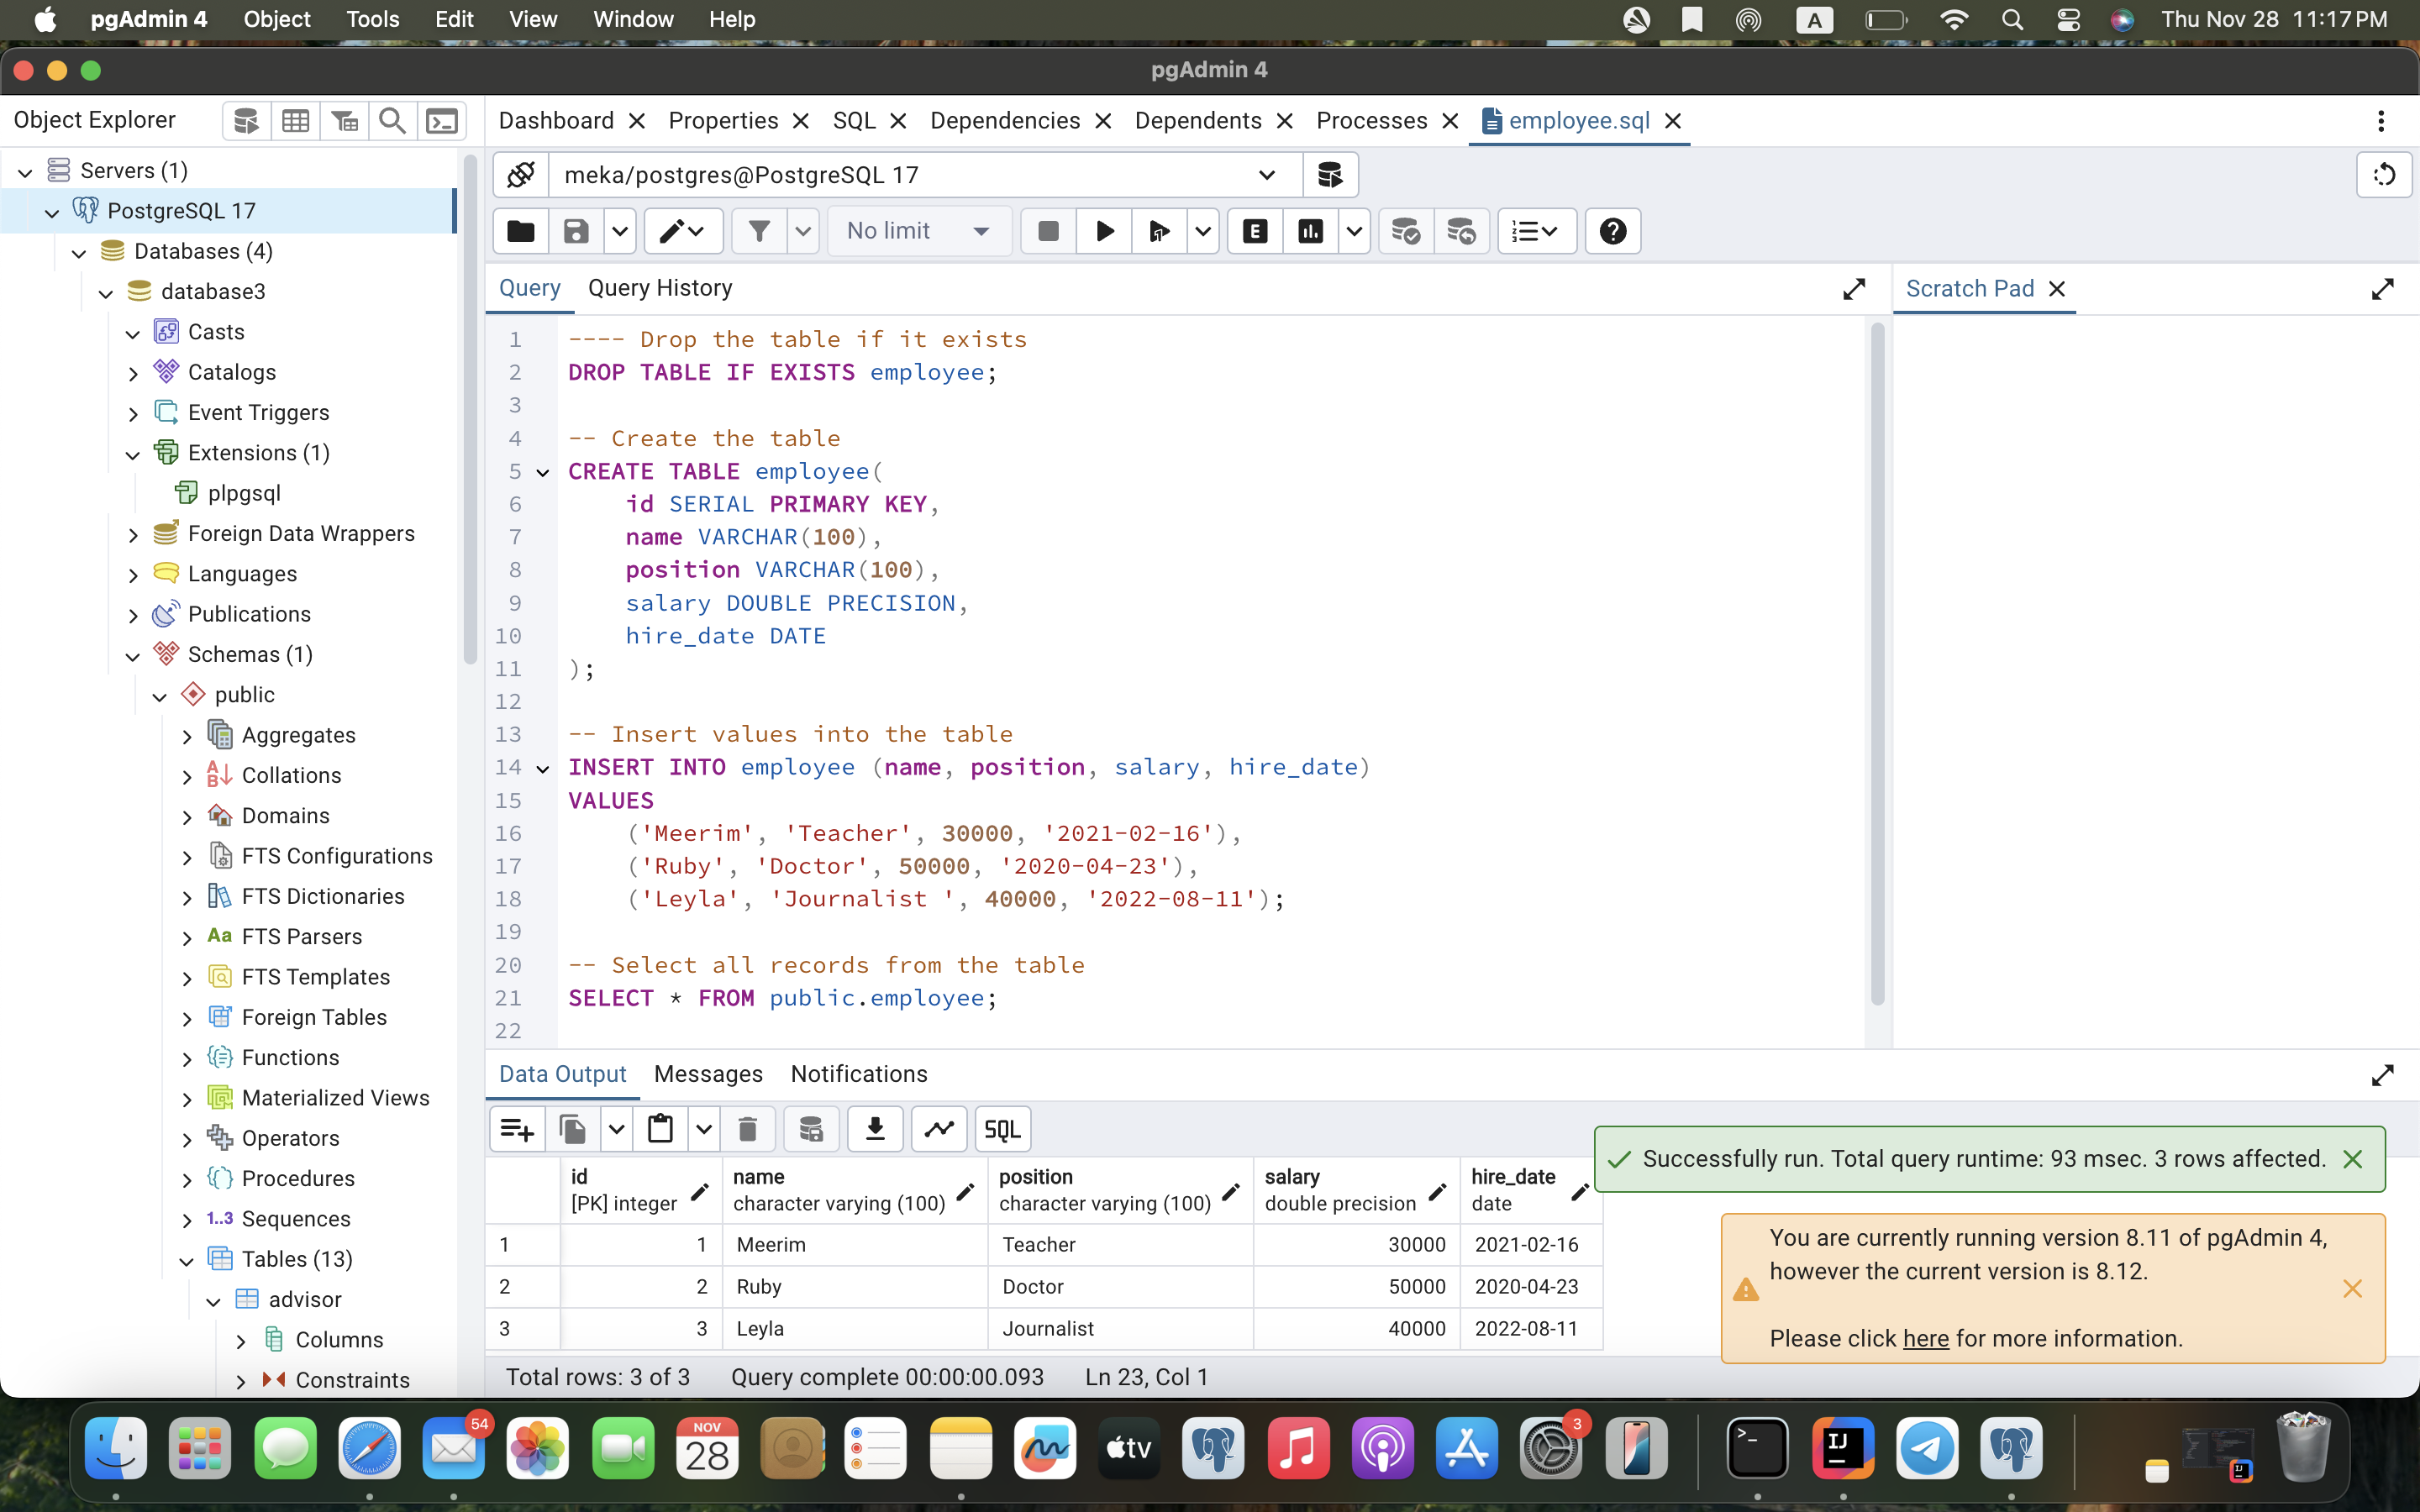 pgAdmin 4 Object Tools Edit View Window Help A Thu Nov 28 11:17 PM
pgAdmin 4
Object Explorer
Dashboard Properties SQL Dependencies Dependents Processes employee.sql
Servers (1)
PostgreSQL 17
Databases (4)
database3
Casts
Catalogs
Event Triggers
Extensions (1)
plpgsql
Foreign Data Wrappers
Languages
Publications
Schemas (1)
public
Aggregates
Collations
Domains
FTS Configurations
FTS Dictionaries
Aa FTS Parsers
FTS Templates
Foreign Tables
Functions
Materialized Views
Operators
Procedures
1..3 Sequences
Tables (13)
advisor
Columns
Constraints
meka/postgres@PostgreSQL 17
No limit E
Query Query History
Scratch Pad
1 ---- Drop the table if it exists
2 DROP TABLE IF EXISTS employee;
3
4 -- Create the table
5 CREATE TABLE employee(
6 id SERIAL PRIMARY KEY,
7 name VARCHAR(100),
8 position VARCHAR(100),
9 salary DOUBLE PRECISION,
10 hire_date DATE
11 );
12
13 -- Insert values into the table
14 INSERT INTO employee (name, position, salary, hire_date)
15 VALUES
16 ('Meerim', 'Teacher', 30000, '2021-02-16'),
17 ('Ruby', 'Doctor', 50000, '2020-04-23'),
18 ('Leyla', 'Journalist ', 40000, '2022-08-11');
19
20 -- Select all records from the table
21 SELECT * FROM public.employee;
22
Data Output Messages Notifications
SQL
id name position salary hire_date
[PK] integer character varying (100) character varying (100) double precision date
1 1 Meerim Teacher 30000 2021-02-16
2 2 Ruby Doctor 50000 2020-04-23
3 3 Leyla Journalist 40000 2022-08-11
Successfully run. Total query runtime: 93 msec. 3 rows affected.
You are currently running version 8.11 of pgAdmin 4,
however the current version is 8.12.
Please click here for more information.
Total rows: 3 of 3 Query complete 00:00:00.093 Ln 23, Col 1
54 NOV 28 tv 3 >_ IJ